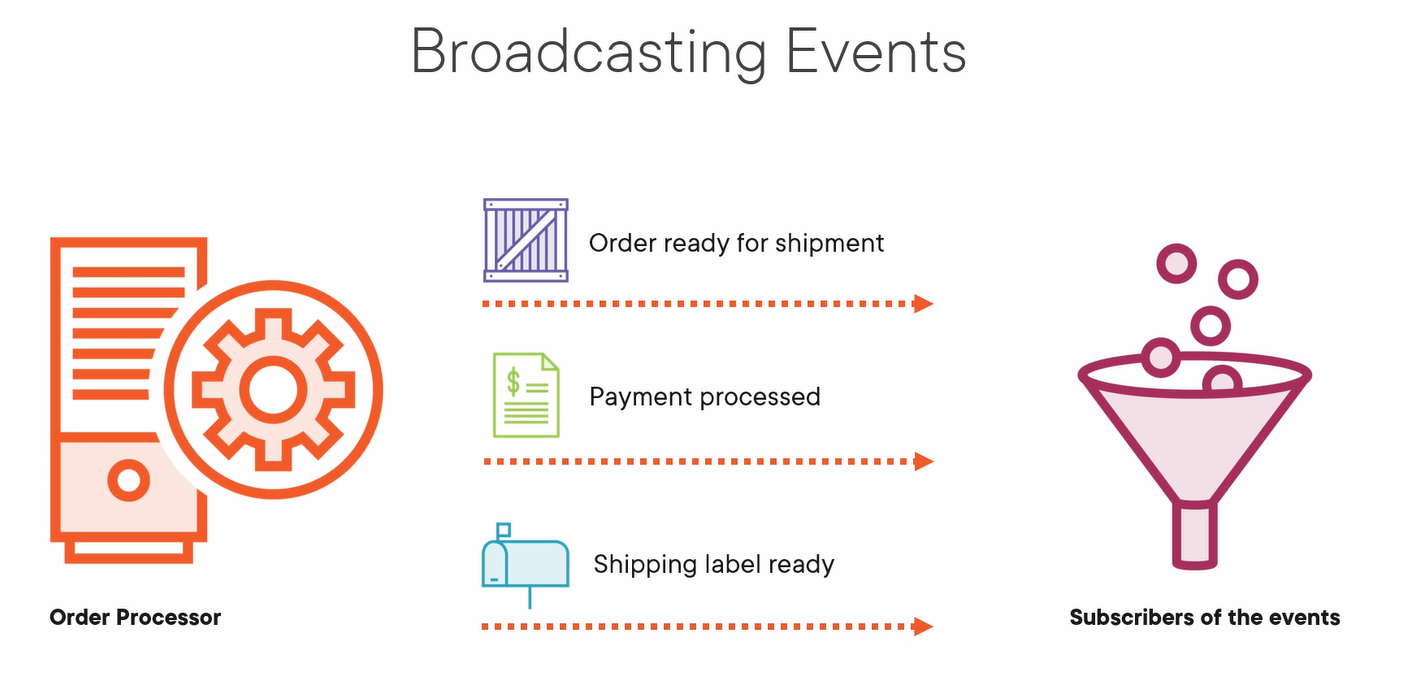 Broadcasting Events
Order ready for shipment
$
Payment processed
Shipping label ready
Order Processor
Subscribers of the events